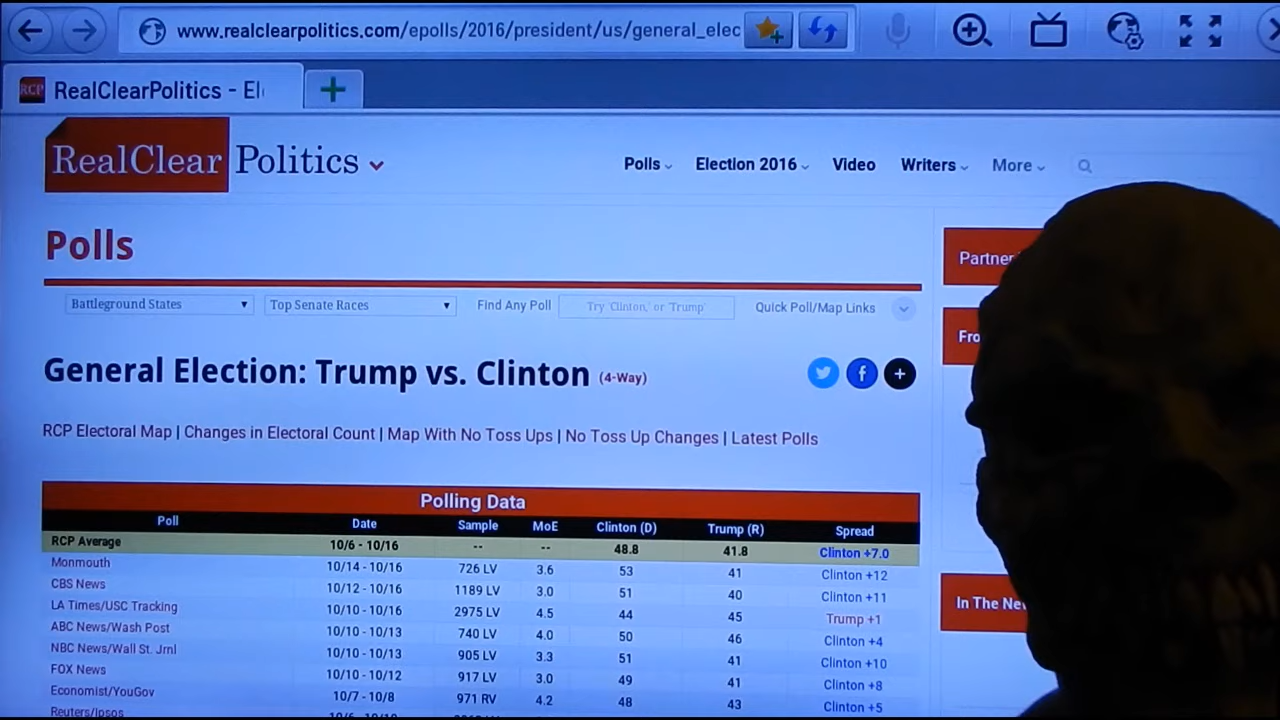 www.realclearpolitics.com/epolls/2016/president/us/general_elec
RCP RealClearPolitics - El
RealClear Politics
Polls Election 2016 Video Writers More
Polls
Partner
Battleground States Top Senate Races Find Any Poll Try 'Clinton,' or 'Trump' Quick Poll/Map Links
Fro
General Election: Trump vs. Clinton (4-Way)
RCP Electoral Map | Changes in Electoral Count | Map With No Toss Ups | No Toss Up Changes | Latest Polls
Polling Data
Poll Date Sample MoE Clinton (D) Trump (R) Spread
RCP Average 10/6 - 10/16 -- -- 48.8 41.8 Clinton +7.0
Monmouth 10/14 - 10/16 726 LV 3.6 53 41 Clinton +12
CBS News 10/12 - 10/16 1189 LV 3.0 51 40 Clinton +11
In The Ne
LA Times/USC Tracking 10/10 - 10/16 2975 LV 4.5 44 45 Trump +1
ABC News/Wash Post 10/10 - 10/13 740 LV 4.0 50 46 Clinton +4
NBC News/Wall St. Jrnl 10/10 - 10/13 905 LV 3.3 51 41 Clinton +10
FOX News 10/10 - 10/12 917 LV 3.0 49 41 Clinton +8
Economist/YouGov 10/7 - 10/8 971 RV 4.2 48 43 Clinton +5
Reuters/Ipsos